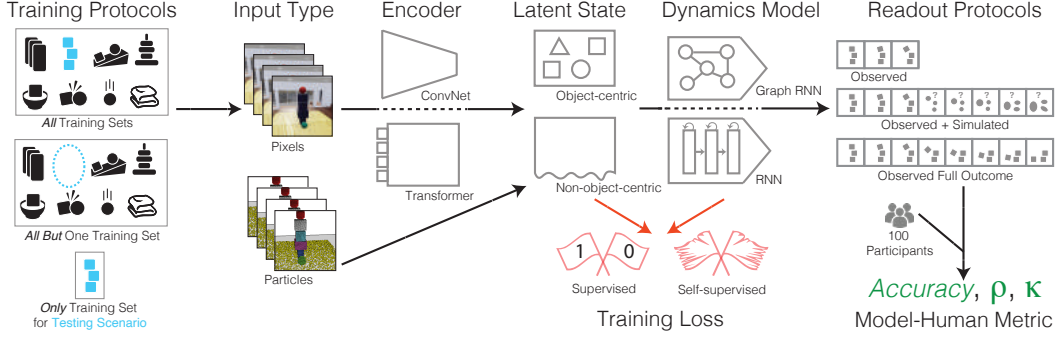 Training Protocols
All Training Sets
All But One Training Set
Only Training Set
for Testing Scenario
Input Type
Pixels
Particles
Encoder
ConvNet
Transformer
Latent State
Object-centric
Non-object-centric
Dynamics Model
Graph RNN
RNN
1 0
Supervised
Self-supervised
Training Loss
Readout Protocols
Observed
? ? ? ?
Observed + Simulated
Observed Full Outcome
100
Participants
Accuracy, ρ, κ
Model-Human Metric